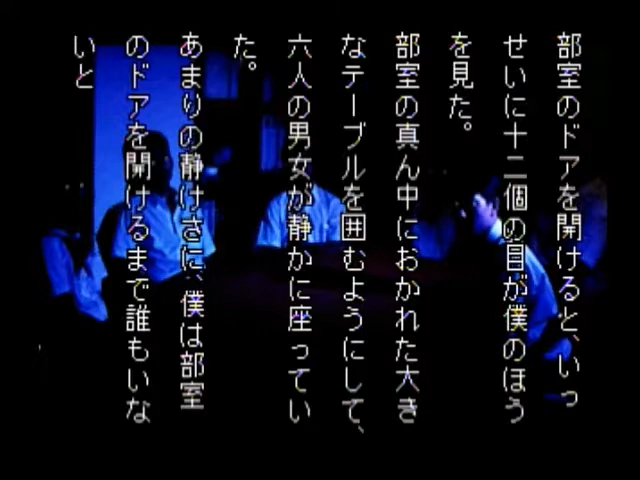 部室のドアを開けると、いっ
せいに十二個の目が僕のほう
を見た。
部室の真ん中におかれた大き
なテーブルを囲むようにして、
六人の男女が静かに座ってい
た。
あまりの静けさに、僕は部室
のドアを開けるまで誰もいな
いと